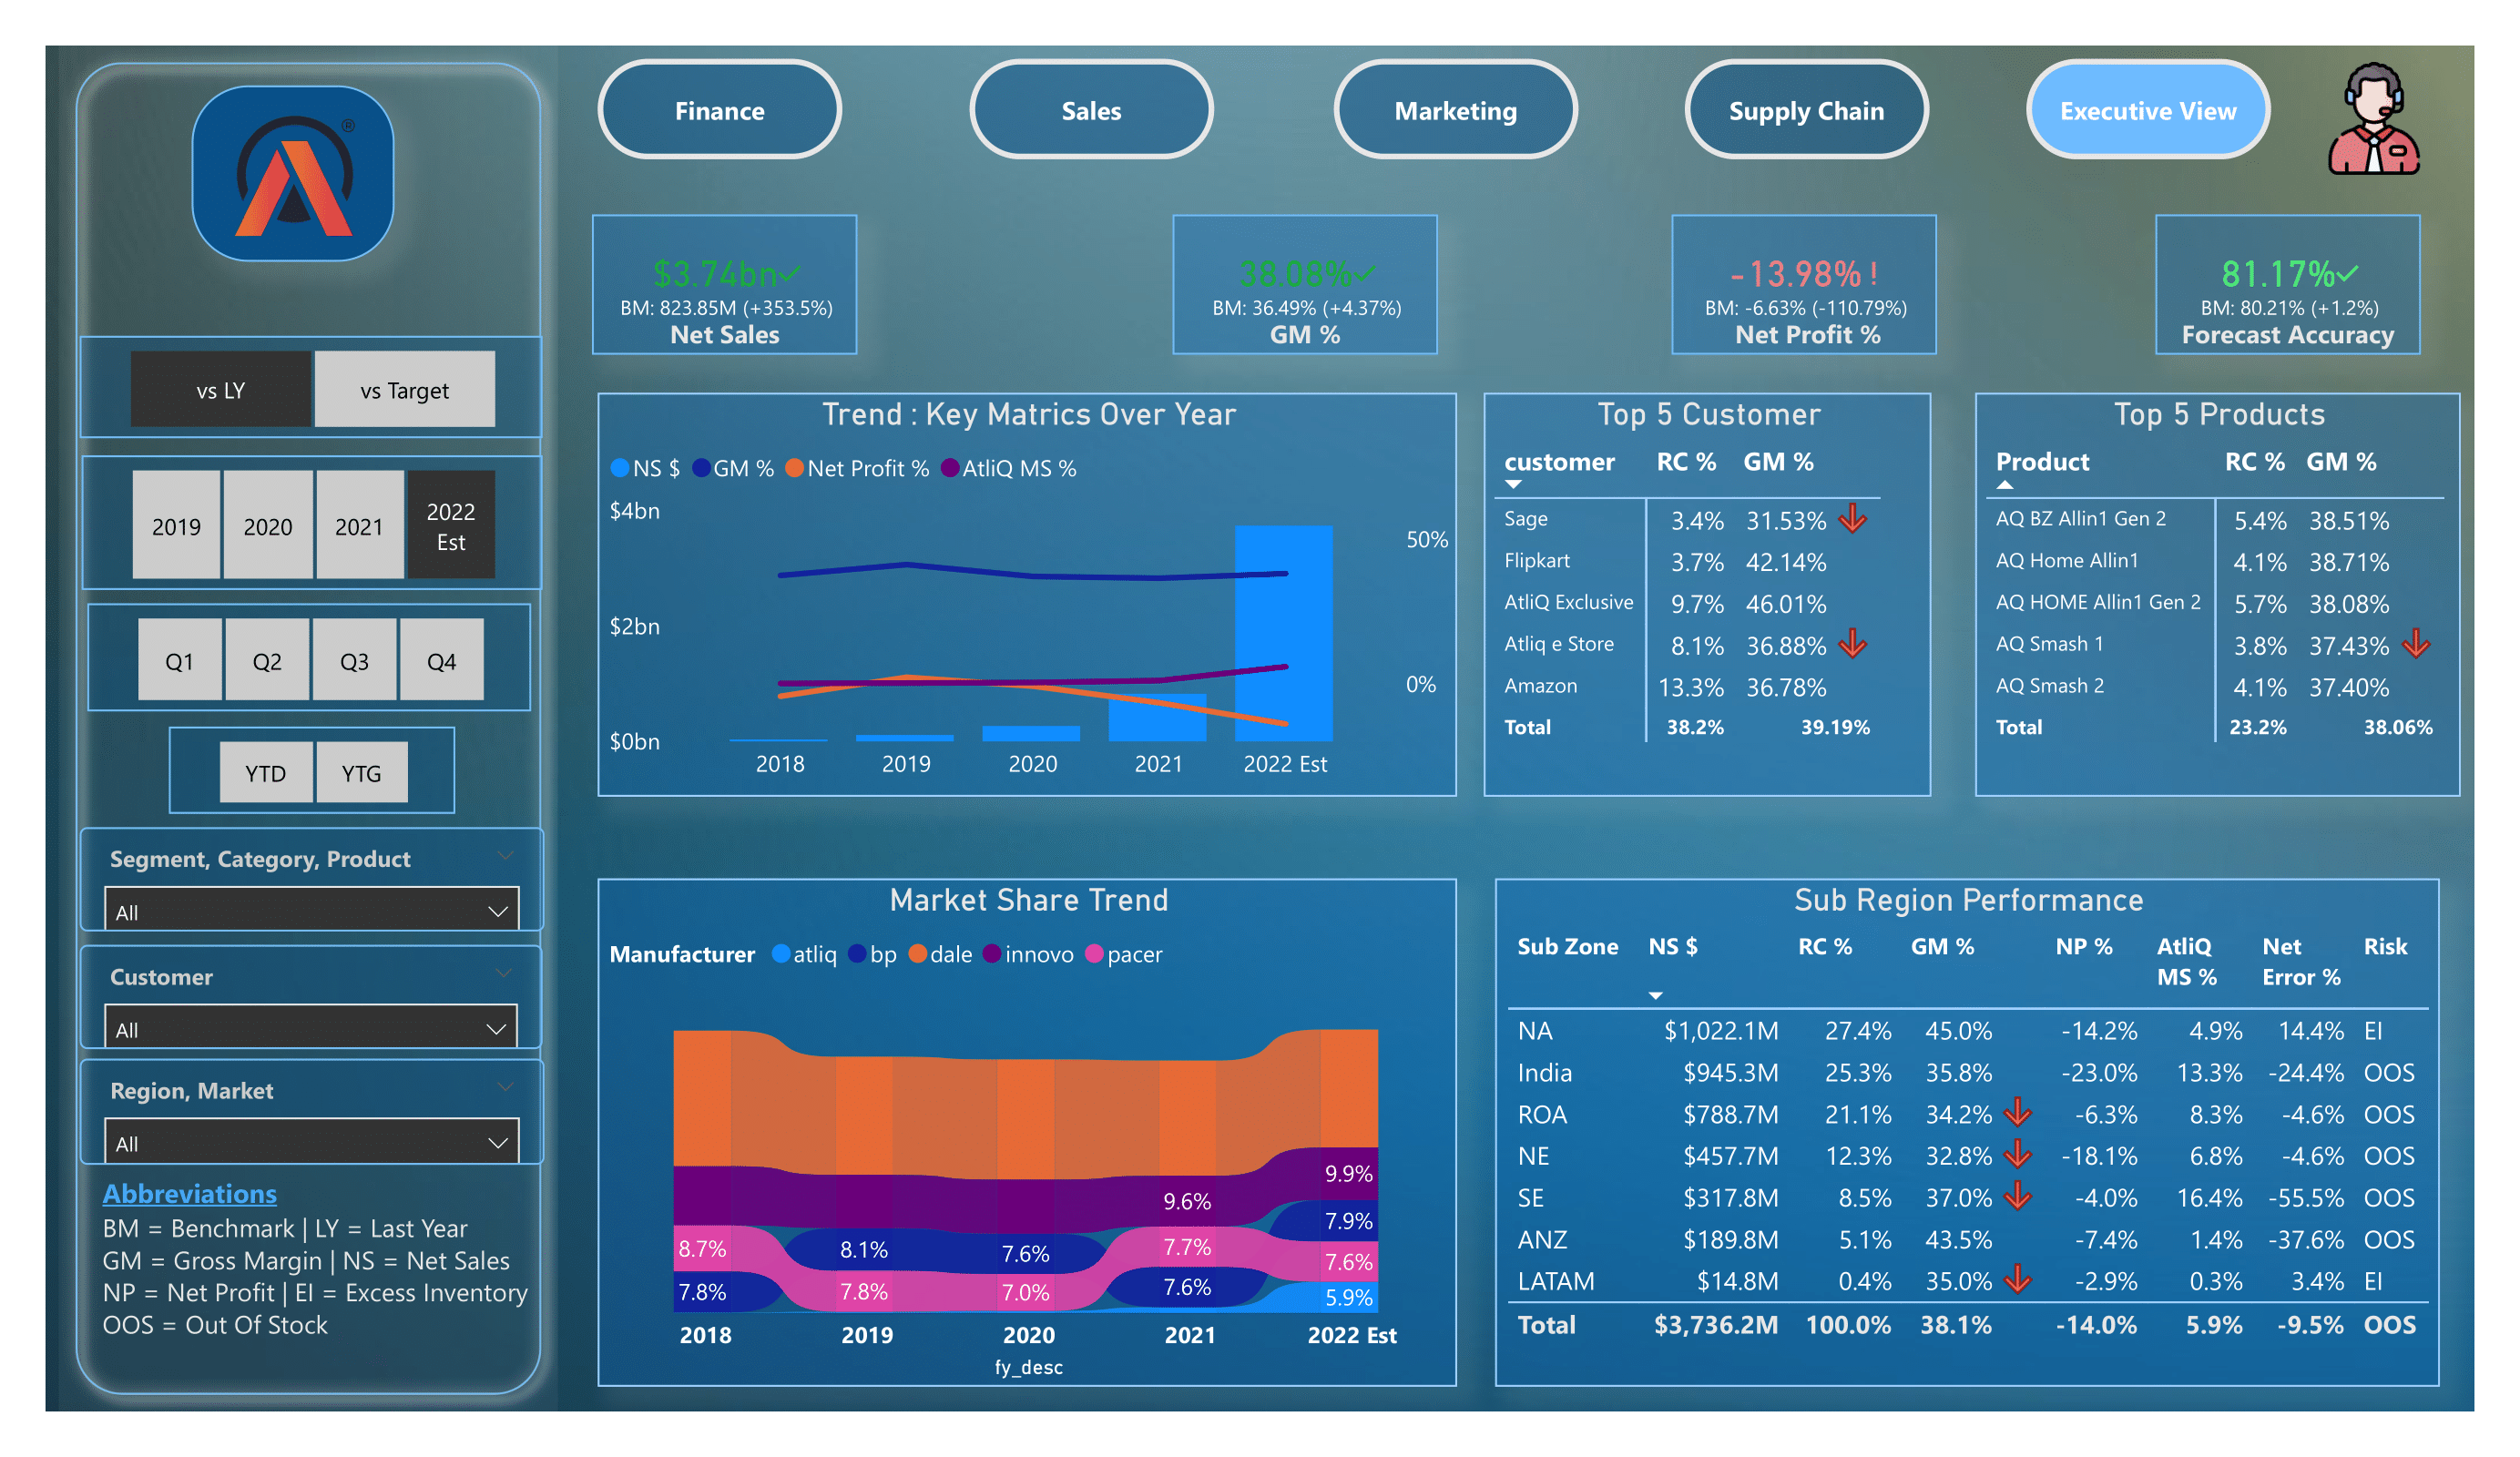 ®
Finance
Sales
Marketing
Supply Chain
Executive View
$3.74bn✓
BM: 823.85M (+353.5%)
Net Sales
38.08%✓
BM: 36.49% (+4.37%)
GM %
-13.98% !
BM: -6.63% (-110.79%)
Net Profit %
81.17%✓
BM: 80.21% (+1.2%)
Forecast Accuracy
vs LY
vs Target
2019
2020
2021
2022
Est
Q1
Q2
Q3
Q4
YTD
YTG
Segment, Category, Product
All
Customer
All
Region, Market
All
Abbreviations
BM = Benchmark | LY = Last Year
GM = Gross Margin | NS = Net Sales
NP = Net Profit | EI = Excess Inventory
OOS = Out Of Stock
Trend : Key Matrics Over Year
NS $ GM % Net Profit % AtliQ MS %
$4bn
$2bn
$0bn
50%
0%
2018 2019 2020 2021 2022 Est
Top 5 Customer
customer RC % GM %
Sage 3.4% 31.53%
Flipkart 3.7% 42.14%
AtliQ Exclusive 9.7% 46.01%
Atliq e Store 8.1% 36.88%
Amazon 13.3% 36.78%
Total 38.2% 39.19%
Top 5 Products
Product RC % GM %
AQ BZ Allin1 Gen 2 5.4% 38.51%
AQ Home Allin1 4.1% 38.71%
AQ HOME Allin1 Gen 2 5.7% 38.08%
AQ Smash 1 3.8% 37.43%
AQ Smash 2 4.1% 37.40%
Total 23.2% 38.06%
Market Share Trend
Manufacturer atliq bp dale innovo pacer
8.7%
7.8%
8.1%
7.8%
7.6%
7.0%
9.6%
7.7%
7.6%
9.9%
7.9%
7.6%
5.9%
2018 2019 2020 2021 2022 Est
fy_desc
Sub Region Performance
Sub Zone NS $ RC % GM % NP % AtliQ MS % Net Error % Risk
NA $1,022.1M 27.4% 45.0% -14.2% 4.9% 14.4% EI
India $945.3M 25.3% 35.8% -23.0% 13.3% -24.4% OOS
ROA $788.7M 21.1% 34.2% -6.3% 8.3% -4.6% OOS
NE $457.7M 12.3% 32.8% -18.1% 6.8% -4.6% OOS
SE $317.8M 8.5% 37.0% -4.0% 16.4% -55.5% OOS
ANZ $189.8M 5.1% 43.5% -7.4% 1.4% -37.6% OOS
LATAM $14.8M 0.4% 35.0% -2.9% 0.3% 3.4% EI
Total $3,736.2M 100.0% 38.1% -14.0% 5.9% -9.5% OOS